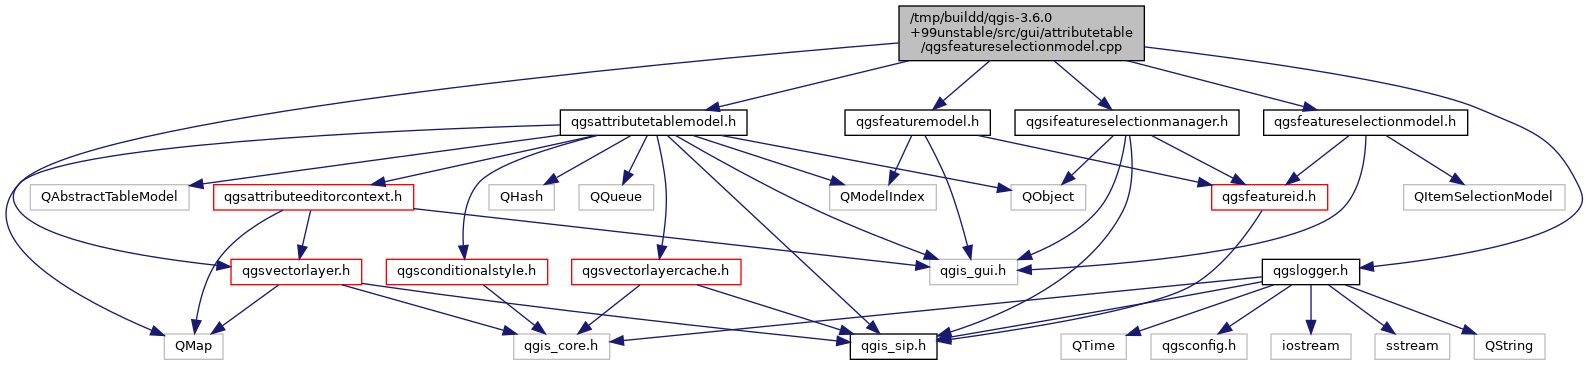 /tmp/buildd/qgis-3.6.0
+99unstable/src/gui/attributetable
/qgsfeatureselectionmodel.cpp
qgsattributetablemodel.h
qgsfeaturemodel.h
qgsifeatureselectionmanager.h
qgsfeatureselectionmodel.h
QAbstractTableModel
qgsattributeeditorcontext.h
QHash
QQueue
QModelIndex
QObject
qgsfeatureid.h
QItemSelectionModel
qgsvectorlayer.h
qgsconditionalstyle.h
qgsvectorlayercache.h
qgis_gui.h
qgslogger.h
QMap
qgis_core.h
qgis_sip.h
QTime
qgsconfig.h
iostream
sstream
QString